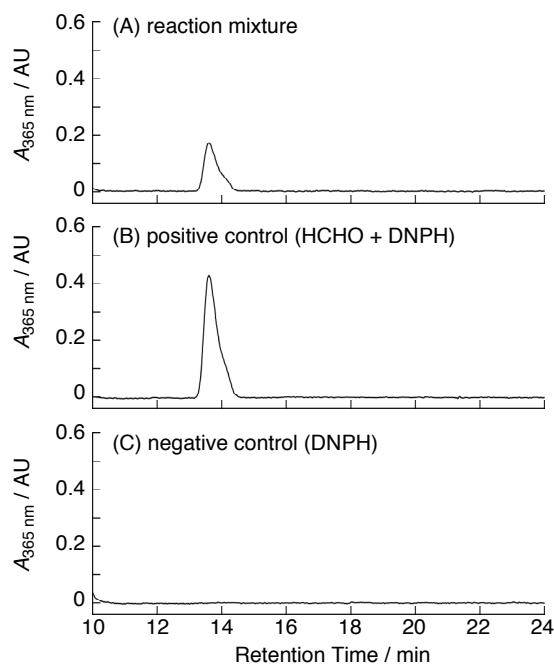 (A) reaction mixture
A365 nm / AU
0.6
0.4
0.2
0
(B) positive control (HCHO + DNPH)
A365 nm / AU
0.6
0.4
0.2
0
(C) negative control (DNPH)
A365 nm / AU
0.6
0.4
0.2
0
10 12 14 16 18 20 22 24
Retention Time / min